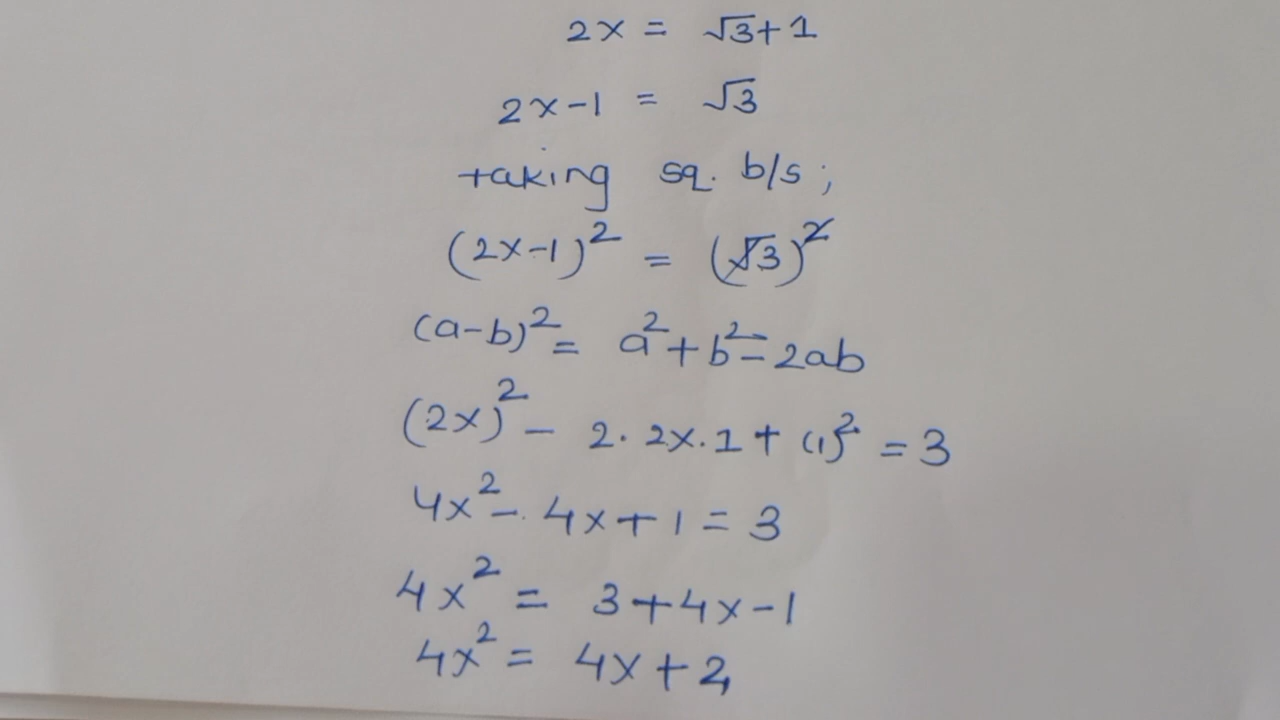 2x = √3+1
2x-1 = √3
taking sq. b/s;
(2x-1)² = (√3)²
(a-b)² = a²+b²-2ab
(2x)² - 2·2x·1 + (1)² = 3
4x² - 4x+1 = 3
4x² = 3+4x-1
4x² = 4x+2